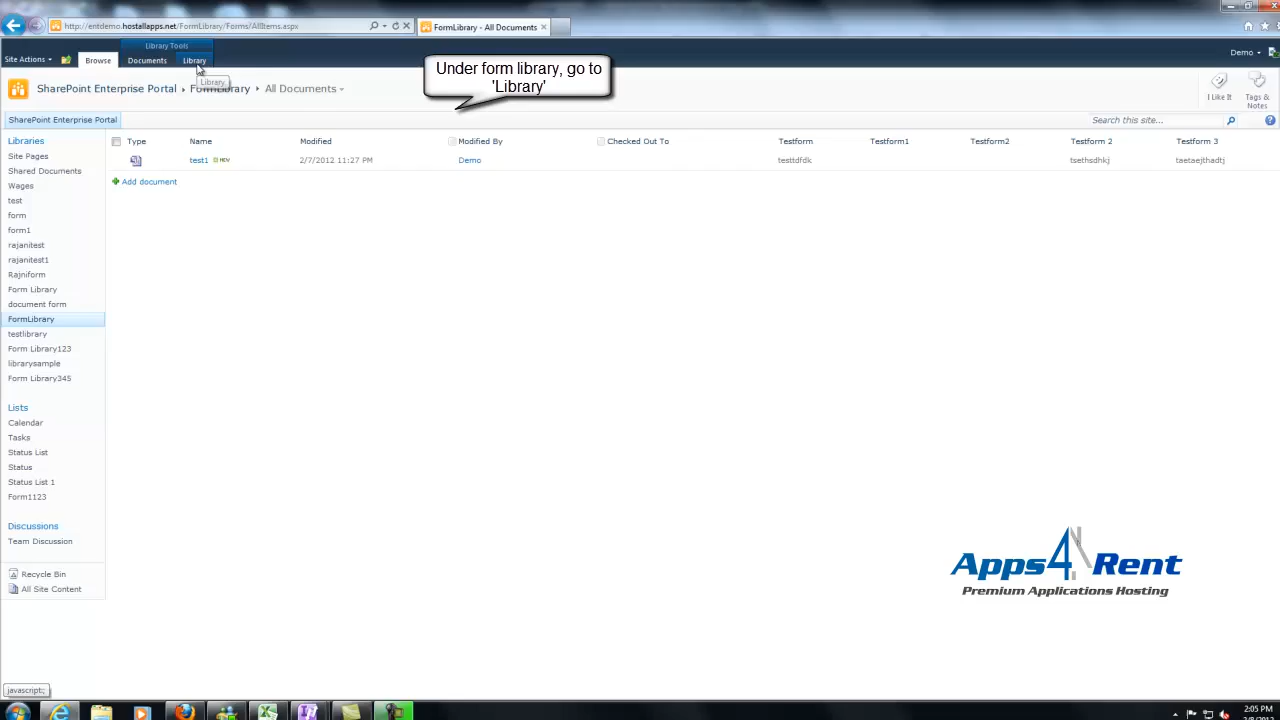 http://entdemo.hostallapps.net/FormLibrary/Forms/AllItems.aspx
FormLibrary - All Documents
Library Tools
Site Actions
Browse
Documents
Library
Demo
Under form library, go to
'Library'
Library
SharePoint Enterprise Portal
FormLibrary
All Documents
I Like It
Tags &
Notes
SharePoint Enterprise Portal
Search this site...
Libraries
Site Pages
Shared Documents
Wages
test
form
form1
rajanitest
rajanitest1
Rajniform
Form Library
document form
FormLibrary
testlibrary
Form Library123
librarysample
Form Library345
Lists
Calendar
Tasks
Status List
Status
Status List 1
Form1123
Discussions
Team Discussion
Recycle Bin
All Site Content
Type Name Modified Modified By Checked Out To Testform Testform1 Testform2 Testform 2 Testform 3
test1 NEW 2/7/2012 11:27 PM Demo testtdfdk tsethsdhkj taetaejthadtj
Add document
Apps4Rent
Premium Applications Hosting
javascript:;
2:05 PM